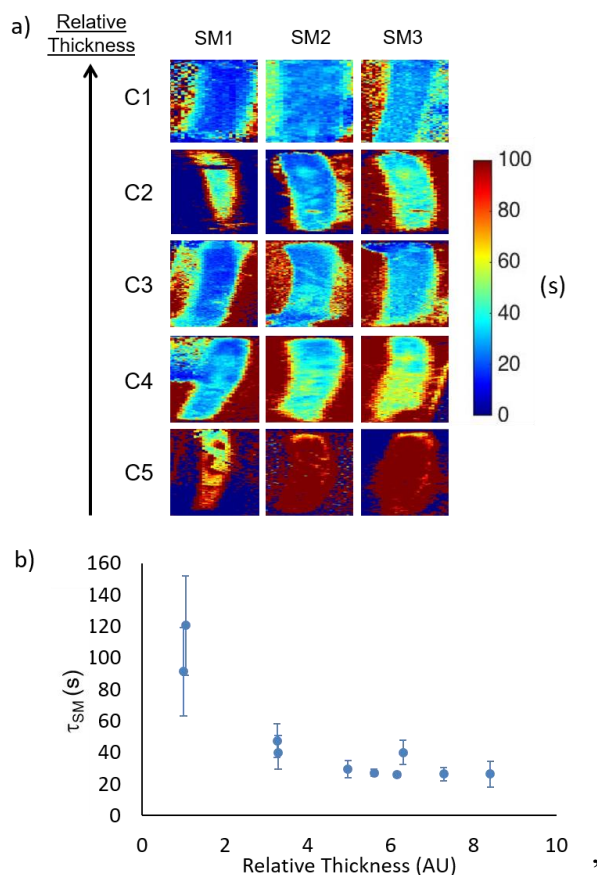 a)
Relative
Thickness
SM1 SM2 SM3
C1
C2
C3
C4
C5
100
80
60
40
20
0
(s)
b)
160
140
120
100
80
60
40
20
0
τSM (s)
0 2 4 6 8 10
Relative Thickness (AU)
,